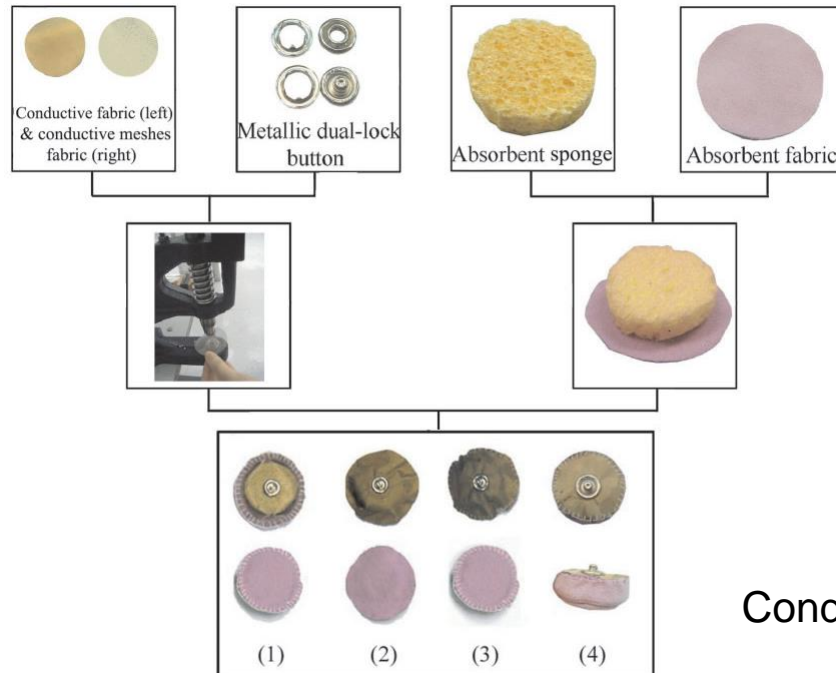 Conductive fabric (left)
& conductive meshes
fabric (right)
Metallic dual-lock
button
Absorbent sponge
Absorbent fabric
Cond
(1) (2) (3) (4)